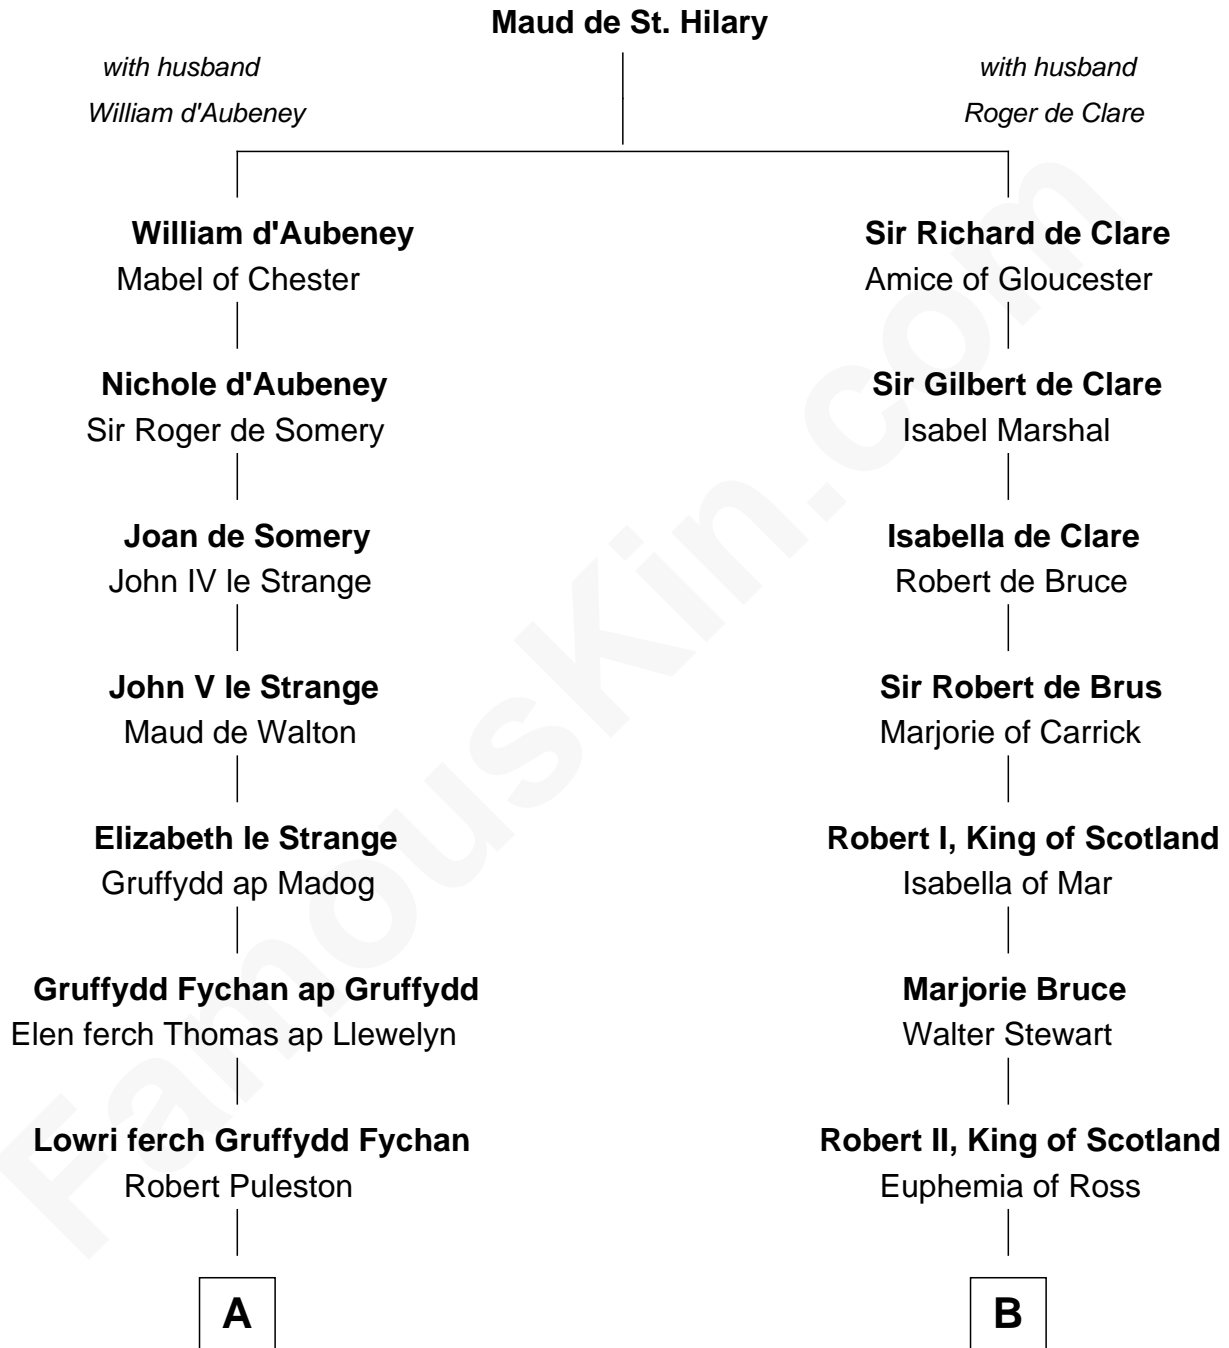 Maud de St. Hilary
with husband
William d'Aubeney
with husband
Roger de Clare
William d'Aubeney
Mabel of Chester
Nichole d'Aubeney
Sir Roger de Somery
Joan de Somery
John IV le Strange
John V le Strange
Maud de Walton
Elizabeth le Strange
Gruffydd ap Madog
Gruffydd Fychan ap Gruffydd
Elen ferch Thomas ap Llewelyn
Lowri ferch Gruffydd Fychan
Robert Puleston
A
Sir Richard de Clare
Amice of Gloucester
Sir Gilbert de Clare
Isabel Marshal
Isabella de Clare
Robert de Bruce
Sir Robert de Brus
Marjorie of Carrick
Robert I, King of Scotland
Isabella of Mar
Marjorie Bruce
Walter Stewart
Robert II, King of Scotland
Euphemia of Ross
B
FamousKin.com